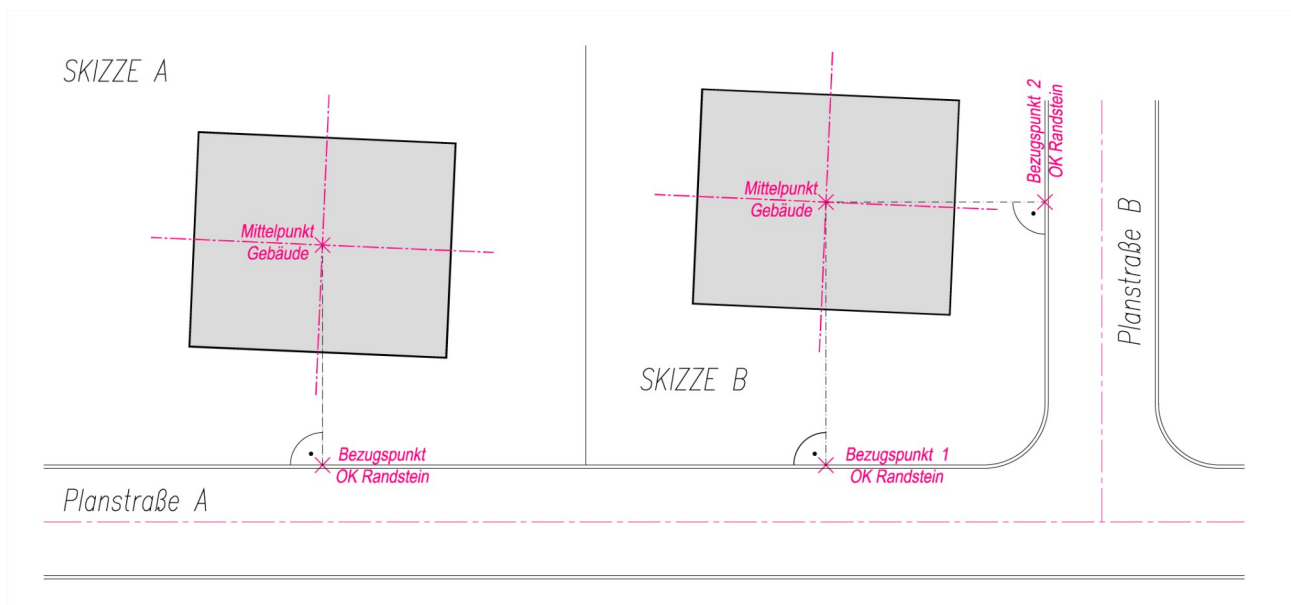 SKIZZE A
Mittelpunkt
Gebäude
Bezugspunkt
OK Randstein
Planstraße A
Mittelpunkt
Gebäude
SKIZZE B
Bezugspunkt 1
OK Randstein
Bezugspunkt 2
OK Randstein
Planstraße B